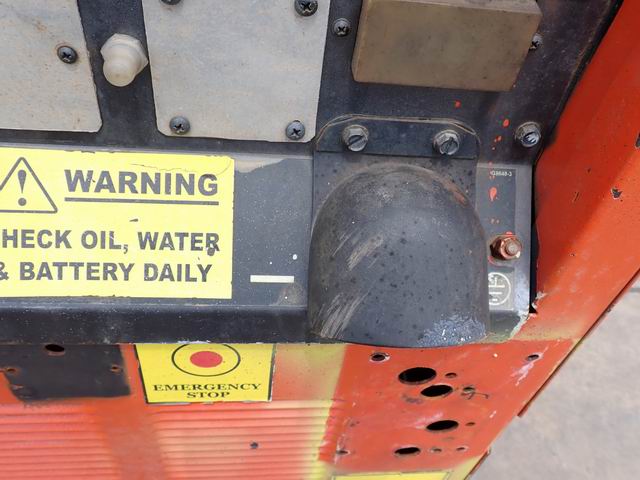 WARNING
HECK OIL, WATER
& BATTERY DAILY
EMERGENCY
STOP